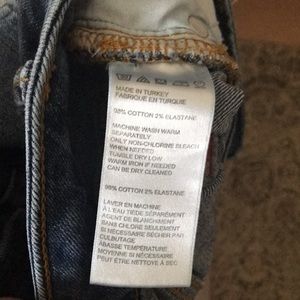 MADE IN TURKEY
FABRIQUE EN TURQUIE
98% COTTON 2% ELASTANE
MACHINE WASH WARM
SEPARATELY
ONLY NON-CHLORINE BLEACH
WHEN NEEDED
TUMBLE DRY LOW
WARM IRON IF NEEDED
CAN BE DRY CLEANED
98% COTTON 2% ELASTANE
LAVER EN MACHINE
À L'EAU TIÈDE SÉPARÉMENT
AGENT DE BLANCHIMENT
SANS CHLORE SEULEMENT
SI NÉCESSAIRE SÉCHER PAR
CULBUTAGE
ABASSE TEMPÉRATURE
MOYENNE SI NÉCESSAIRE
PEUT ÊTRE NETTOYÉ À SEC